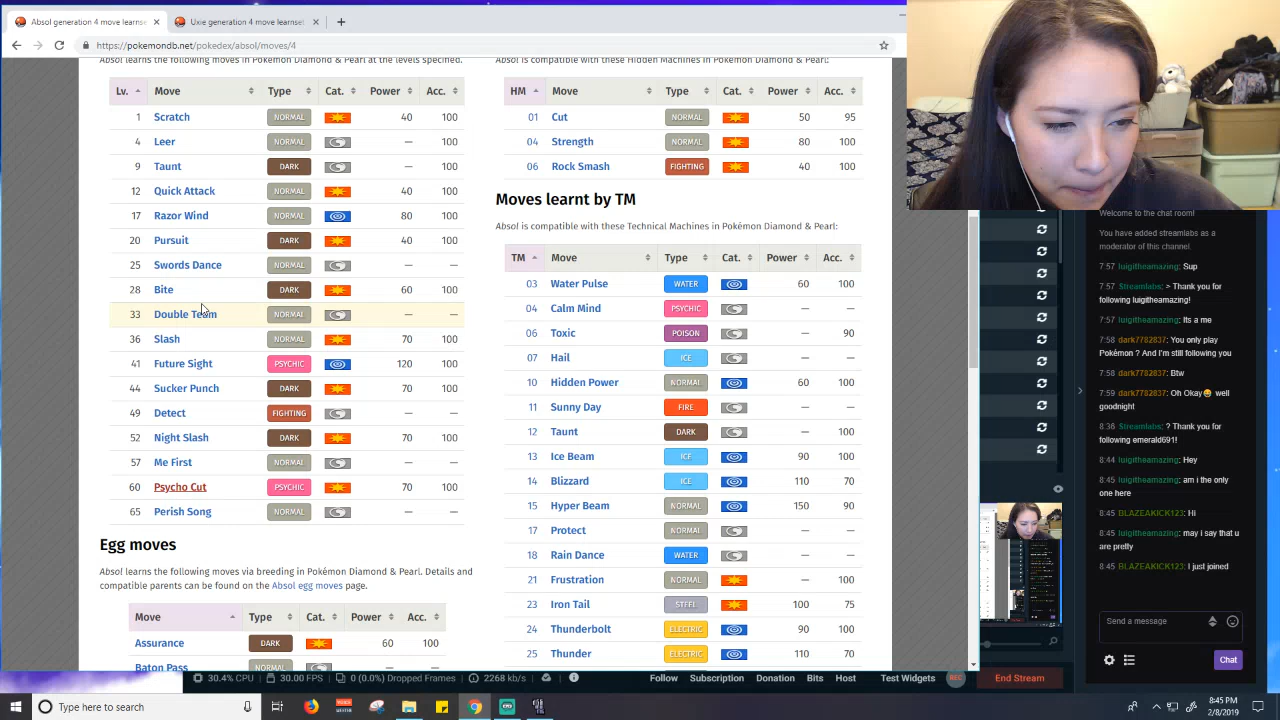 Absol generation 4 move learnse
Uxie generation 4 move learnset
https://pokemondb.net/pokedex/absol/moves/4
Absol learns the following moves in Pokémon Diamond & Pearl at the levels specified.
Lv. Move Type Cat. Power Acc.
1 Scratch NORMAL 40 100
4 Leer NORMAL — 100
9 Taunt DARK — 100
12 Quick Attack NORMAL 40 100
17 Razor Wind NORMAL 80 100
20 Pursuit DARK 40 100
25 Swords Dance NORMAL — —
28 Bite DARK 60 100
33 Double Team NORMAL — —
36 Slash NORMAL 70 100
41 Future Sight PSYCHIC 120 100
44 Sucker Punch DARK 70 100
49 Detect FIGHTING — —
52 Night Slash DARK 70 100
57 Me First NORMAL — —
60 Psycho Cut PSYCHIC 70 100
65 Perish Song NORMAL — —
Egg moves
Absol learns the following moves via breeding in Pokémon Diamond & Pearl. Details and
compatible parents can be found on the Absol egg moves page.
Move Type Cat. Power Acc.
Assurance DARK 60 100
Baton Pass NORMAL — —
Absol is compatible with these Hidden Machines in Pokémon Diamond & Pearl:
HM Move Type Cat. Power Acc.
01 Cut NORMAL 50 95
04 Strength NORMAL 80 100
06 Rock Smash FIGHTING 40 100
Moves learnt by TM
Absol is compatible with these Technical Machines in Pokémon Diamond & Pearl:
TM Move Type Cat. Power Acc.
03 Water Pulse WATER 60 100
04 Calm Mind PSYCHIC — —
06 Toxic POISON — 90
07 Hail ICE — —
10 Hidden Power NORMAL 60 100
11 Sunny Day FIRE — —
12 Taunt DARK — 100
13 Ice Beam ICE 90 100
14 Blizzard ICE 110 70
15 Hyper Beam NORMAL 150 90
17 Protect NORMAL — —
18 Rain Dance WATER — —
21 Frustration NORMAL — 100
23 Iron Tail STEEL 100 75
24 Thunderbolt ELECTRIC 90 100
25 Thunder ELECTRIC 110 70
Welcome to the chat room!
You have added streamlabs as a
moderator of this channel.
7:57 luigitheamazing: Sup
7:57 Streamlabs: > Thank you for
following luigitheamazing!
7:57 luigitheamazing: Its a me
7:58 dark7782837: You only play
Pokémon ? And I'm still following you
7:58 dark7782837: Btw
7:59 dark7782837: Oh Okay😄 well
goodnight
8:36 Streamlabs: ? Thank you for
following emerald691!
8:44 luigitheamazing: Hey
8:45 luigitheamazing: am i the only
one here
8:45 BLAZEAKICK123: Hi
8:45 luigitheamazing: may i say that u
are pretty
8:45 BLAZEAKICK123: I just joined
Send a message
Chat
30.4% CPU 30.00 FPS 0 (0.0%) Dropped Frames 2268 kb/s
Follow Subscription Donation Bits Host Test Widgets REC End Stream
Type here to search
8:45 PM
2/8/2019